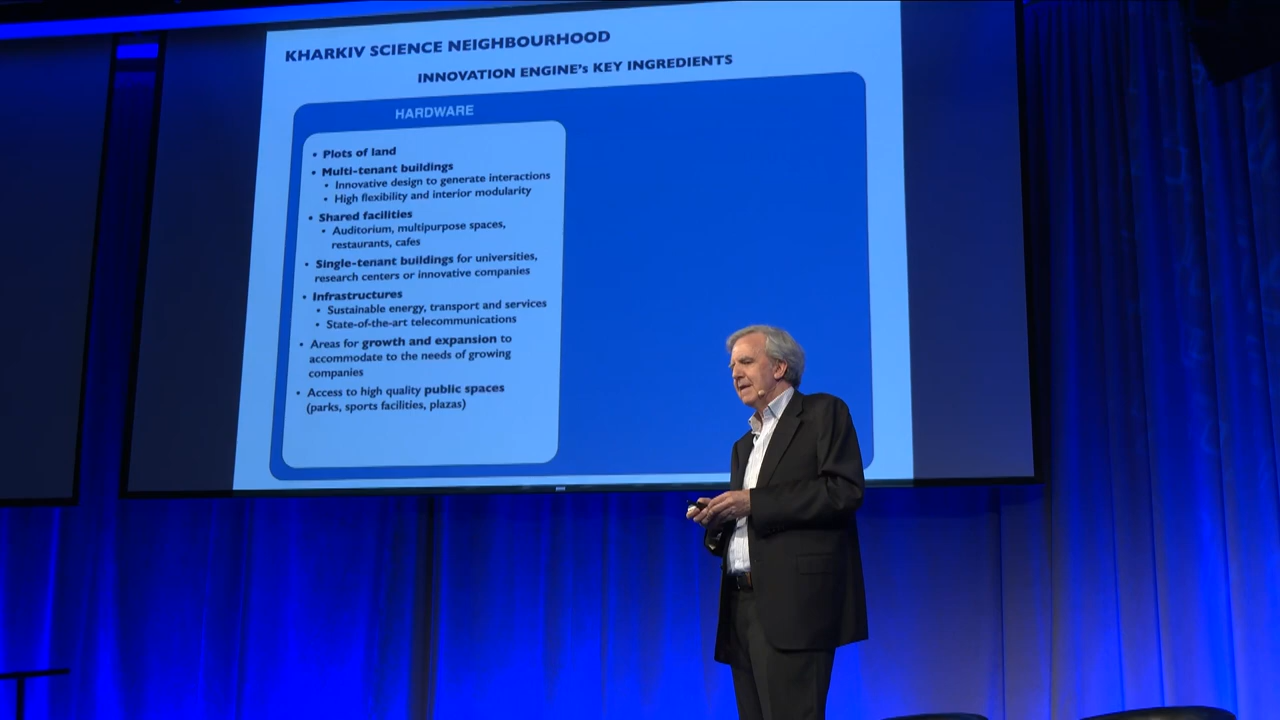 KHARKIV SCIENCE NEIGHBOURHOOD
INNOVATION ENGINE's KEY INGREDIENTS
HARDWARE
• Plots of land
• Multi-tenant buildings
• Innovative design to generate interactions
• High flexibility and interior modularity
• Shared facilities
• Auditorium, multipurpose spaces,
restaurants, cafes
• Single-tenant buildings for universities,
research centers or innovative companies
• Infrastructures
• Sustainable energy, transport and services
• State-of-the-art telecommunications
• Areas for growth and expansion to
accommodate to the needs of growing
companies
• Access to high quality public spaces
(parks, sports facilities, plazas)